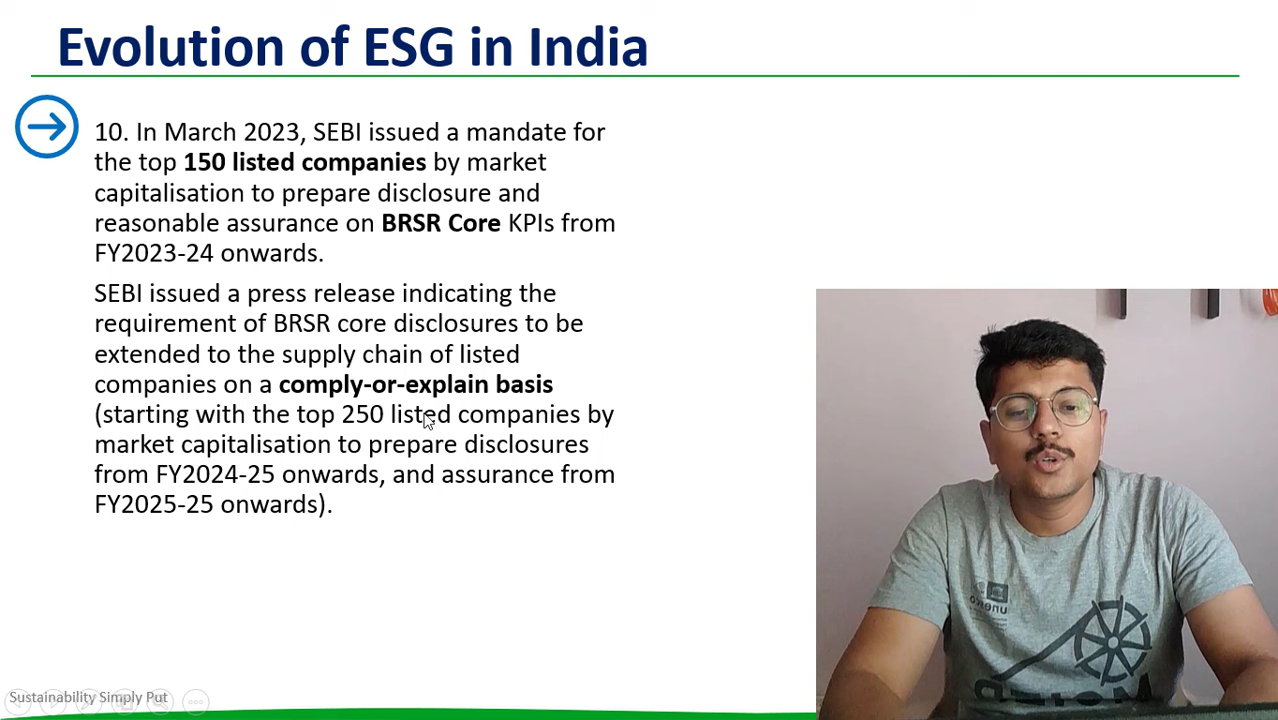 Evolution of ESG in India
10. In March 2023, SEBI issued a mandate for
the top 150 listed companies by market
capitalisation to prepare disclosure and
reasonable assurance on BRSR Core KPIs from
FY2023-24 onwards.
SEBI issued a press release indicating the
requirement of BRSR core disclosures to be
extended to the supply chain of listed
companies on a comply-or-explain basis
(starting with the top 250 listed companies by
market capitalisation to prepare disclosures
from FY2024-25 onwards, and assurance from
FY2025-25 onwards).
unesco
Sustainability Simply Put